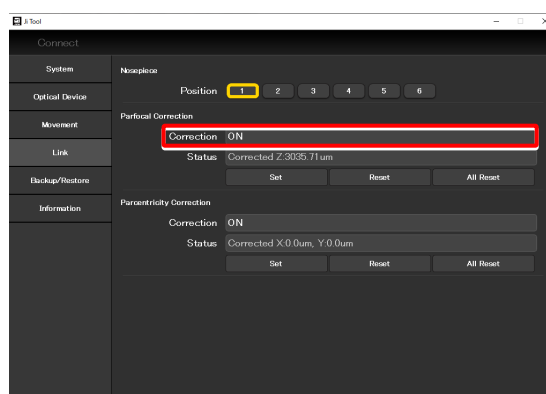 Ji Tool
Connect
System
Optical Device
Movement
Link
Backup/Restore
Information
Nosepiece
Position 1 2 3 4 5 6
Parfocal Correction
Correction ON
Status Corrected Z:3035.71um
Set Reset All Reset
Parcentricity Correction
Correction ON
Status Corrected X:0.0um, Y:0.0um
Set Reset All Reset